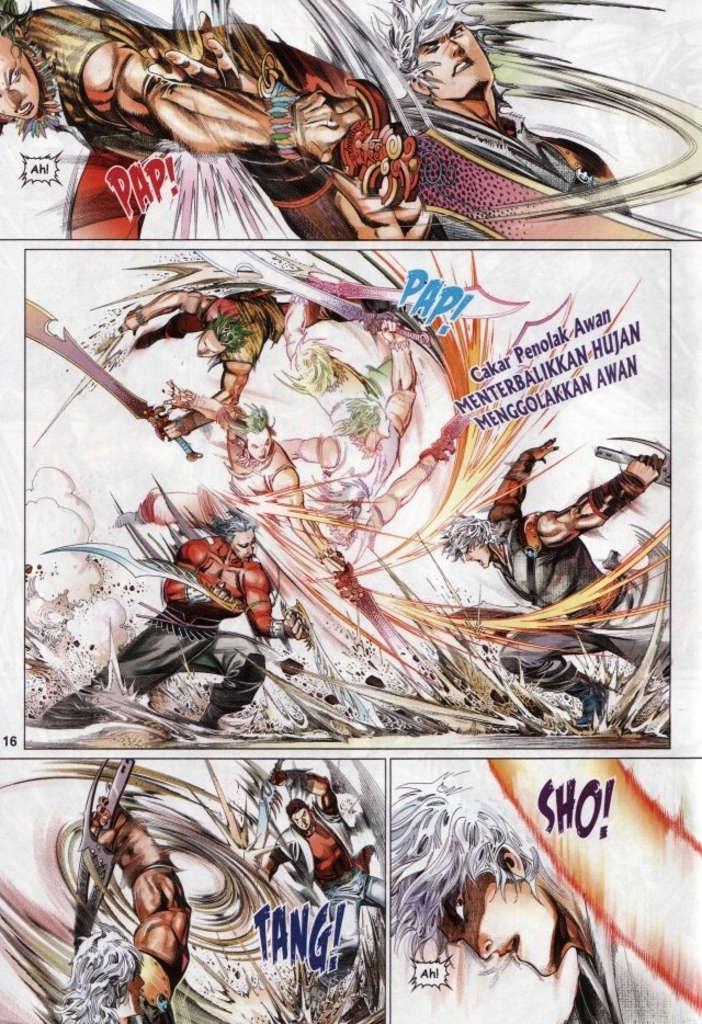 Ah!
PAP!
PAP!
Cakar Penolak Awan
MENTERBALIKKAN HUJAN
MENGGOLAKKAN AWAN
16
TANG!
SHO!
Ah!